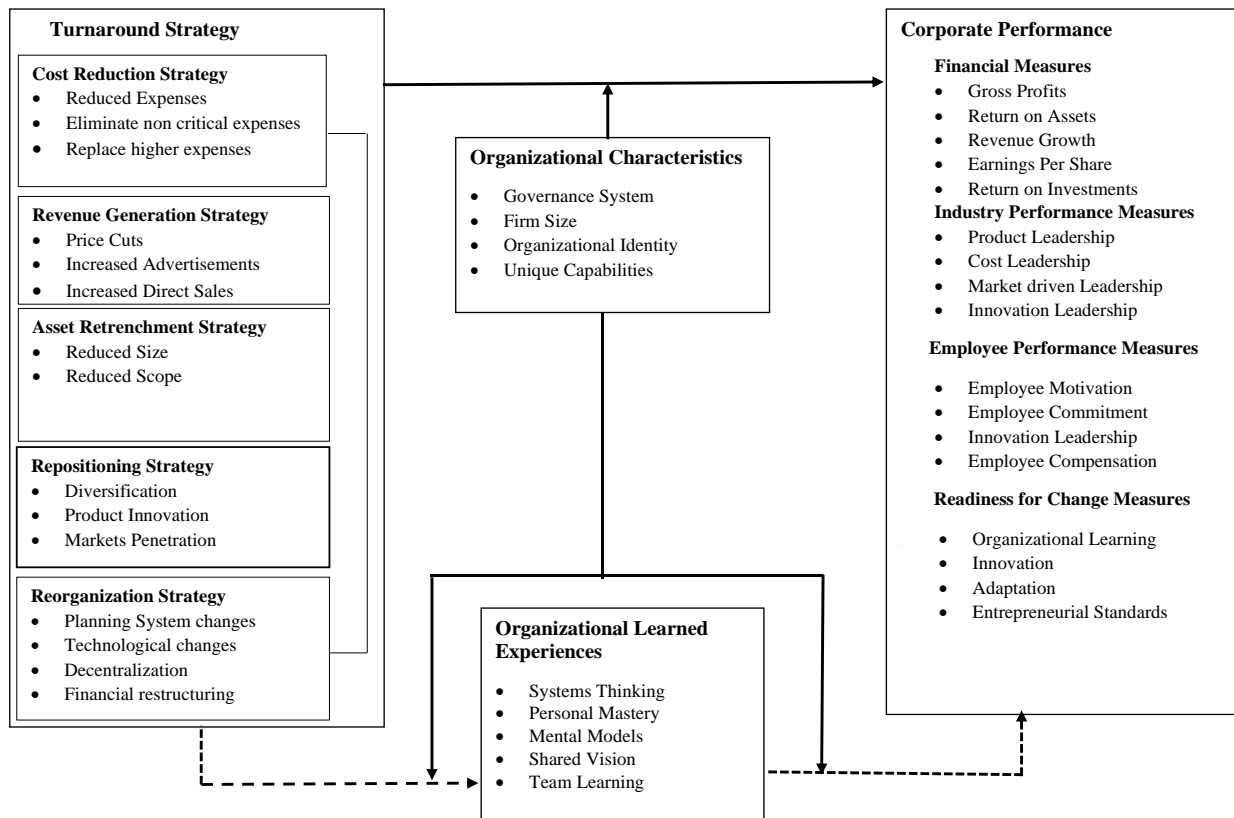 Turnaround Strategy
Cost Reduction Strategy
• Reduced Expenses
• Eliminate non critical expenses
• Replace higher expenses
Revenue Generation Strategy
• Price Cuts
• Increased Advertisements
• Increased Direct Sales
Asset Retrenchment Strategy
• Reduced Size
• Reduced Scope
Repositioning Strategy
• Diversification
• Product Innovation
• Markets Penetration
Reorganization Strategy
• Planning System changes
• Technological changes
• Decentralization
• Financial restructuring
Organizational Characteristics
• Governance System
• Firm Size
• Organizational Identity
• Unique Capabilities
Organizational Learned
Experiences
• Systems Thinking
• Personal Mastery
• Mental Models
• Shared Vision
• Team Learning
Corporate Performance
Financial Measures
• Gross Profits
• Return on Assets
• Revenue Growth
• Earnings Per Share
• Return on Investments
Industry Performance Measures
• Product Leadership
• Cost Leadership
• Market driven Leadership
• Innovation Leadership
Employee Performance Measures
• Employee Motivation
• Employee Commitment
• Innovation Leadership
• Employee Compensation
Readiness for Change Measures
• Organizational Learning
• Innovation
• Adaptation
• Entrepreneurial Standards